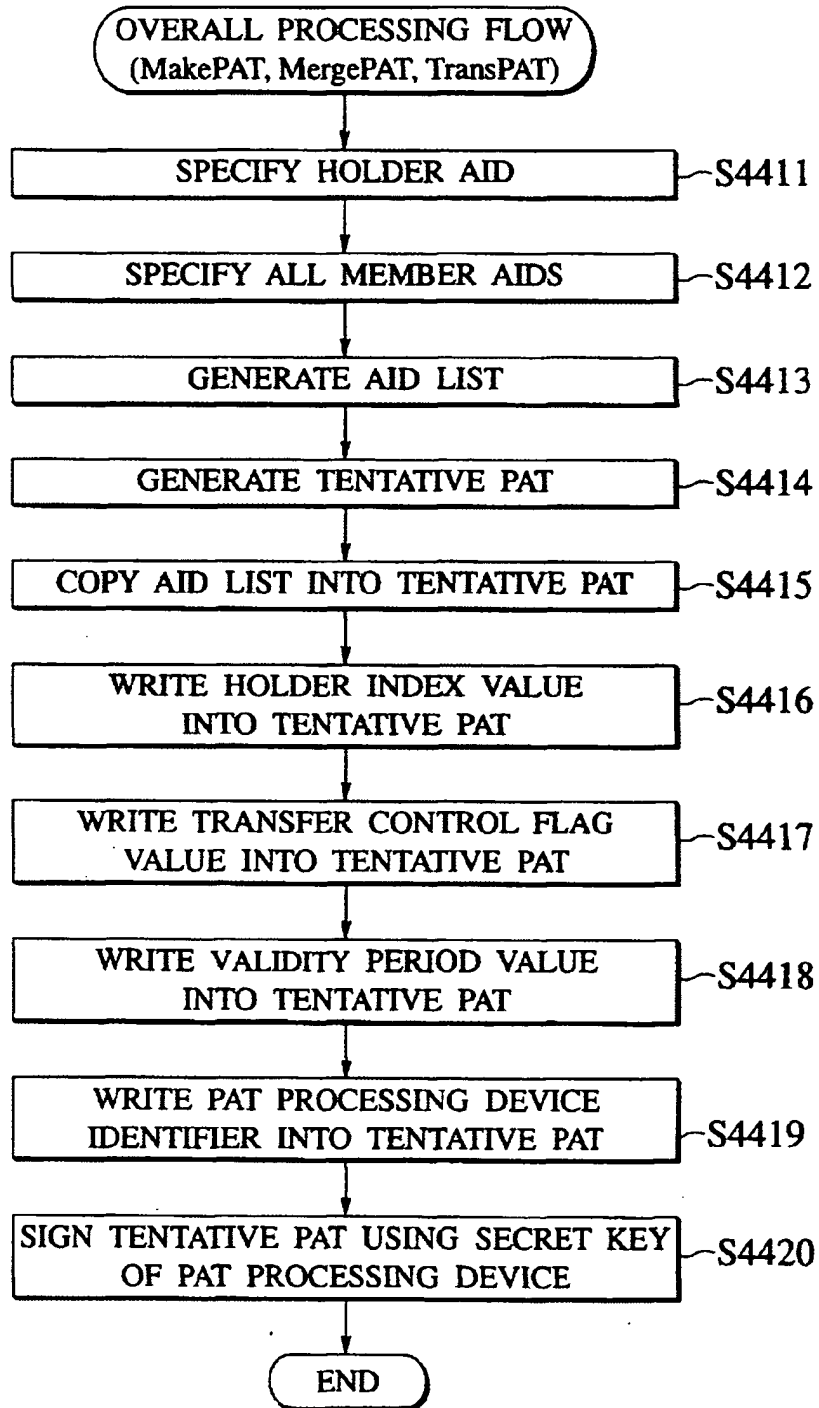 OVERALL PROCESSING FLOW
(MakePAT, MergePAT, TransPAT)
SPECIFY HOLDER AID
S4411
SPECIFY ALL MEMBER AIDS
S4412
GENERATE AID LIST
S4413
GENERATE TENTATIVE PAT
S4414
COPY AID LIST INTO TENTATIVE PAT
S4415
WRITE HOLDER INDEX VALUE
INTO TENTATIVE PAT
S4416
WRITE TRANSFER CONTROL FLAG
VALUE INTO TENTATIVE PAT
S4417
WRITE VALIDITY PERIOD VALUE
INTO TENTATIVE PAT
S4418
WRITE PAT PROCESSING DEVICE
IDENTIFIER INTO TENTATIVE PAT
S4419
SIGN TENTATIVE PAT USING SECRET KEY
OF PAT PROCESSING DEVICE
S4420
END